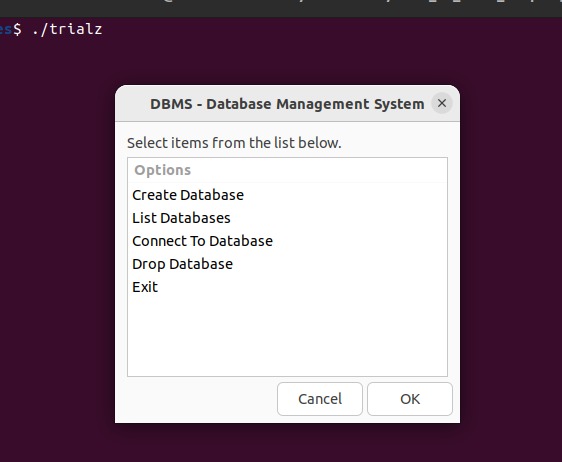 es$ ./trialz
DBMS - Database Management System
Select items from the list below.
Options
Create Database
List Databases
Connect To Database
Drop Database
Exit
Cancel
OK